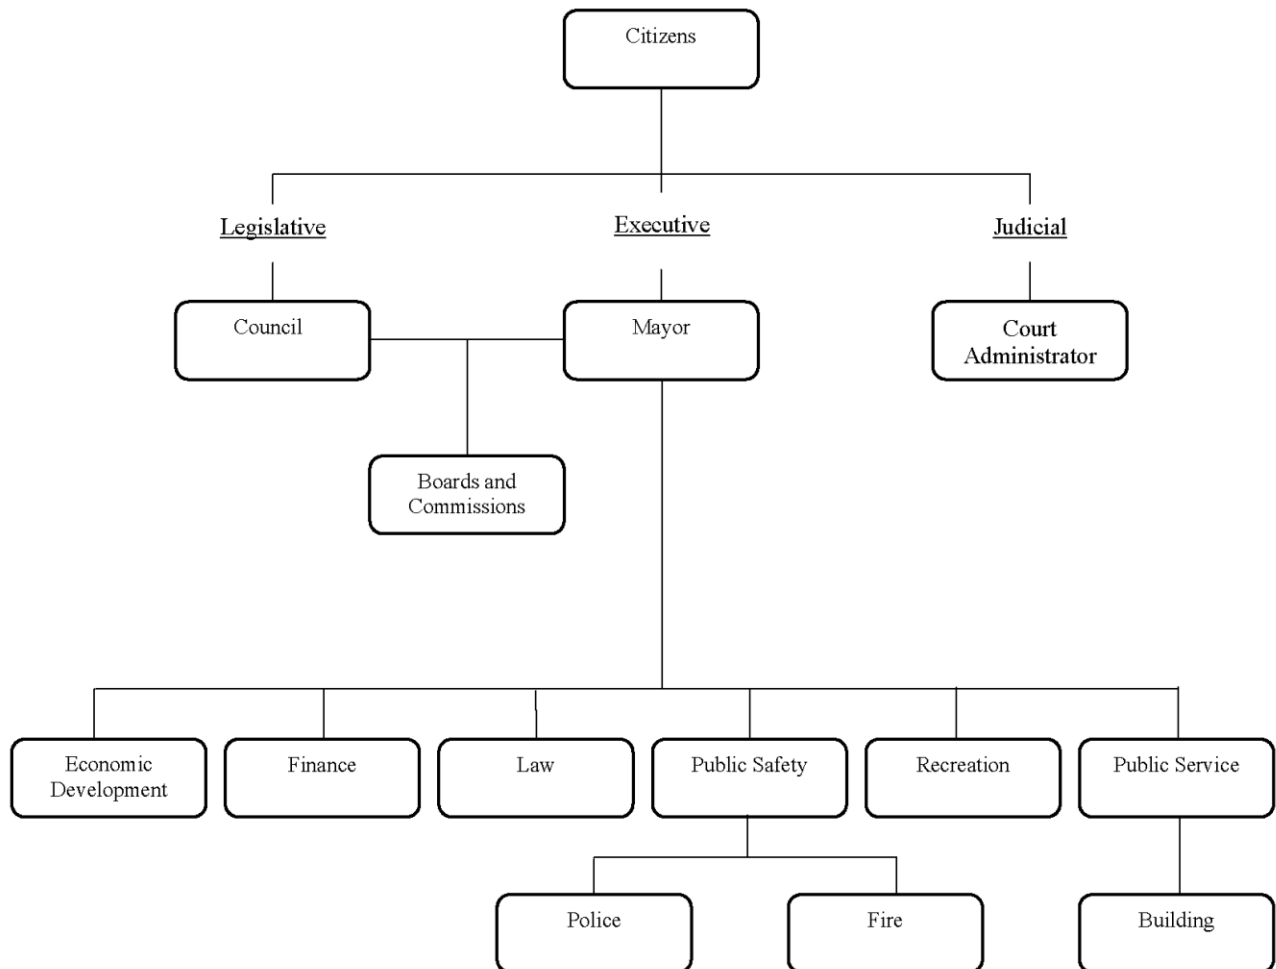 Citizens
Legislative
Executive
Judicial
Council
Mayor
Court
Administrator
Boards and
Commissions
Economic
Development
Finance
Law
Public Safety
Recreation
Public Service
Police
Fire
Building